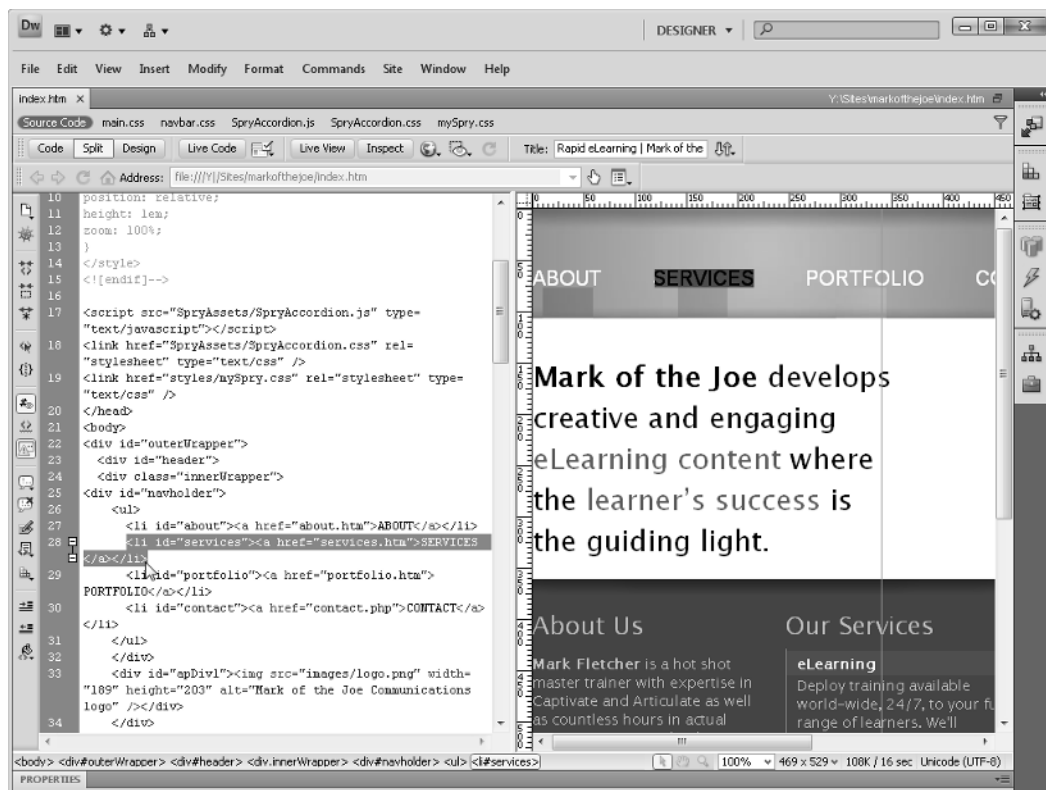 Dw
DESIGNER
File Edit View Insert Modify Format Commands Site Window Help
index.htm × Y:\Sites\markofthejoe\index.htm
Source Code main.css navbar.css SpryAccordion.js SpryAccordion.css mySpry.css
Code Split Design Live Code Live View Inspect Title: Rapid eLearning | Mark of the
Address: file:///Y|/Sites/markofthejoe/index.htm
10 position: relative;
11 height: 1em;
12 zoom: 100%;
13 }
14 </style>
15 <![endif]-->
16
17 <script src="SpryAssets/SpryAccordion.js" type=
"text/javascript"></script>
18 <link href="SpryAssets/SpryAccordion.css" rel=
"stylesheet" type="text/css" />
19 <link href="styles/mySpry.css" rel="stylesheet" type=
"text/css" />
20 </head>
21 <body>
22 <div id="outerWrapper">
23 <div id="header">
24 <div class="innerWrapper">
25 <div id="navholder">
26 <ul>
27 <li id="about"><a href="about.htm">ABOUT</a></li>
28 <li id="services"><a href="services.htm">SERVICES
</a></li>
29 <li id="portfolio"><a href="portfolio.htm">
PORTFOLIO</a></li>
30 <li id="contact"><a href="contact.php">CONTACT</a>
</li>
31 </ul>
32 </div>
33 <div id="apDiv1"><img src="images/logo.png" width=
"189" height="203" alt="Mark of the Joe Communications
logo" /></div>
34 </div>
0 50 100 150 200 250 300 350 400 450
ABOUT SERVICES PORTFOLIO CO
Mark of the Joe develops
creative and engaging
eLearning content where
the learner's success is
the guiding light.
About Us
Mark Fletcher is a hot shot
master trainer with expertise in
Captivate and Articulate as well
as countless hours in actual
Our Services
eLearning
Deploy training available
world-wide, 24/7, to your fu
range of learners. We'll
<body> <div#outerWrapper> <div#header> <div.innerWrapper> <div#navholder> <ul> <li#services> 100% 469 x 529 108K / 16 sec Unicode (UTF-8)
PROPERTIES